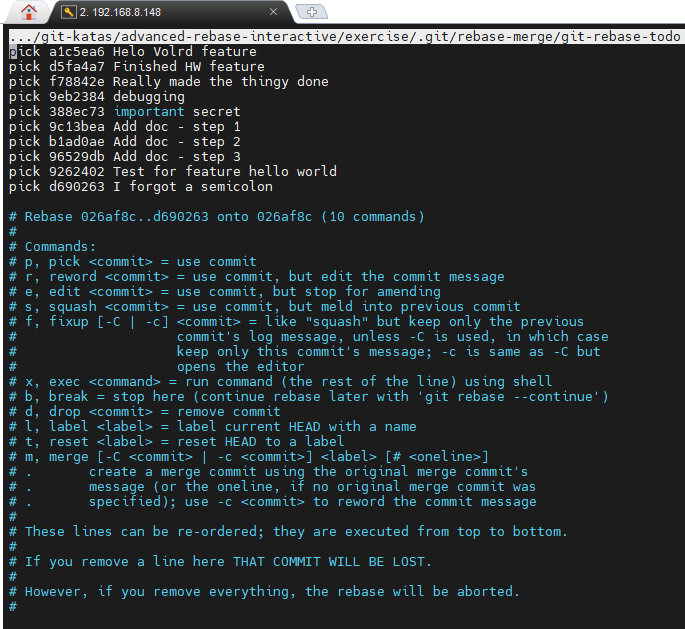 2. 192.168.8.148
.../git-katas/advanced-rebase-interactive/exercise/.git/rebase-merge/git-rebase-todo
pick a1c5ea6 Helo Volrd feature
pick d5fa4a7 Finished HW feature
pick f78842e Really made the thingy done
pick 9eb2384 debugging
pick 388ec73 important secret
pick 9c13bea Add doc - step 1
pick b1ad0ae Add doc - step 2
pick 96529db Add doc - step 3
pick 9262402 Test for feature hello world
pick d690263 I forgot a semicolon
# Rebase 026af8c..d690263 onto 026af8c (10 commands)
#
# Commands:
# p, pick <commit> = use commit
# r, reword <commit> = use commit, but edit the commit message
# e, edit <commit> = use commit, but stop for amending
# s, squash <commit> = use commit, but meld into previous commit
# f, fixup [-C | -c] <commit> = like "squash" but keep only the previous
#                    commit's log message, unless -C is used, in which case
#                    keep only this commit's message; -c is same as -C but
#                    opens the editor
# x, exec <command> = run command (the rest of the line) using shell
# b, break = stop here (continue rebase later with 'git rebase --continue')
# d, drop <commit> = remove commit
# l, label <label> = label current HEAD with a name
# t, reset <label> = reset HEAD to a label
# m, merge [-C <commit> | -c <commit>] <label> [# <oneline>]
# .       create a merge commit using the original merge commit's
# .       message (or the oneline, if no original merge commit was
# .       specified); use -c <commit> to reword the commit message
#
# These lines can be re-ordered; they are executed from top to bottom.
#
# If you remove a line here THAT COMMIT WILL BE LOST.
#
# However, if you remove everything, the rebase will be aborted.
#